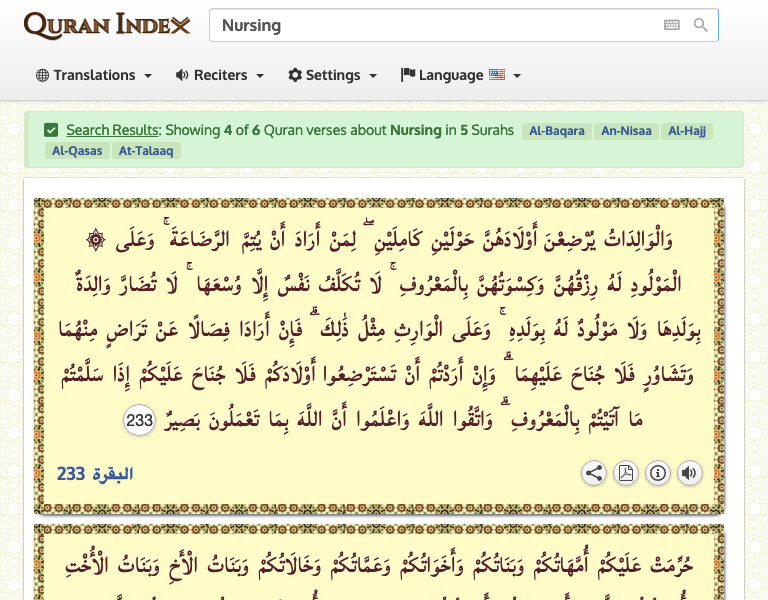 Quran Index
Nursing
Translations Reciters Settings Language
Search Results: Showing 4 of 6 Quran verses about Nursing in 5 Surahs Al-Baqara An-Nisaa Al-Hajj
Al-Qasas At-Talaaq
۞ وَالْوَالِدَاتُ يُرْضِعْنَ أَوْلَادَهُنَّ حَوْلَيْنِ كَامِلَيْنِ ۖ لِمَنْ أَرَادَ أَنْ يُتِمَّ الرَّضَاعَةَ ۚ وَعَلَى
الْمَوْلُودِ لَهُ رِزْقُهُنَّ وَكِسْوَتُهُنَّ بِالْمَعْرُوفِ ۚ لَا تُكَلَّفُ نَفْسٌ إِلَّا وُسْعَهَا ۚ لَا تُضَارَّ وَالِدَةٌ
بِوَلَدِهَا وَلَا مَوْلُودٌ لَهُ بِوَلَدِهِ ۚ وَعَلَى الْوَارِثِ مِثْلُ ذَٰلِكَ ۗ فَإِنْ أَرَادَا فِصَالًا عَنْ تَرَاضٍ مِنْهُمَا
وَتَشَاوُرٍ فَلَا جُنَاحَ عَلَيْهِمَا ۗ وَإِنْ أَرَدْتُمْ أَنْ تَسْتَرْضِعُوا أَوْلَادَكُمْ فَلَا جُنَاحَ عَلَيْكُمْ إِذَا سَلَّمْتُمْ
مَا آتَيْتُمْ بِالْمَعْرُوفِ ۗ وَاتَّقُوا اللَّهَ وَاعْلَمُوا أَنَّ اللَّهَ بِمَا تَعْمَلُونَ بَصِيرٌ 233
البقرة 233
حُرِّمَتْ عَلَيْكُمْ أُمَّهَاتُكُمْ وَبَنَاتُكُمْ وَأَخَوَاتُكُمْ وَعَمَّاتُكُمْ وَخَالَاتُكُمْ وَبَنَاتُ الْأَخِ وَبَنَاتُ الْأُخْتِ